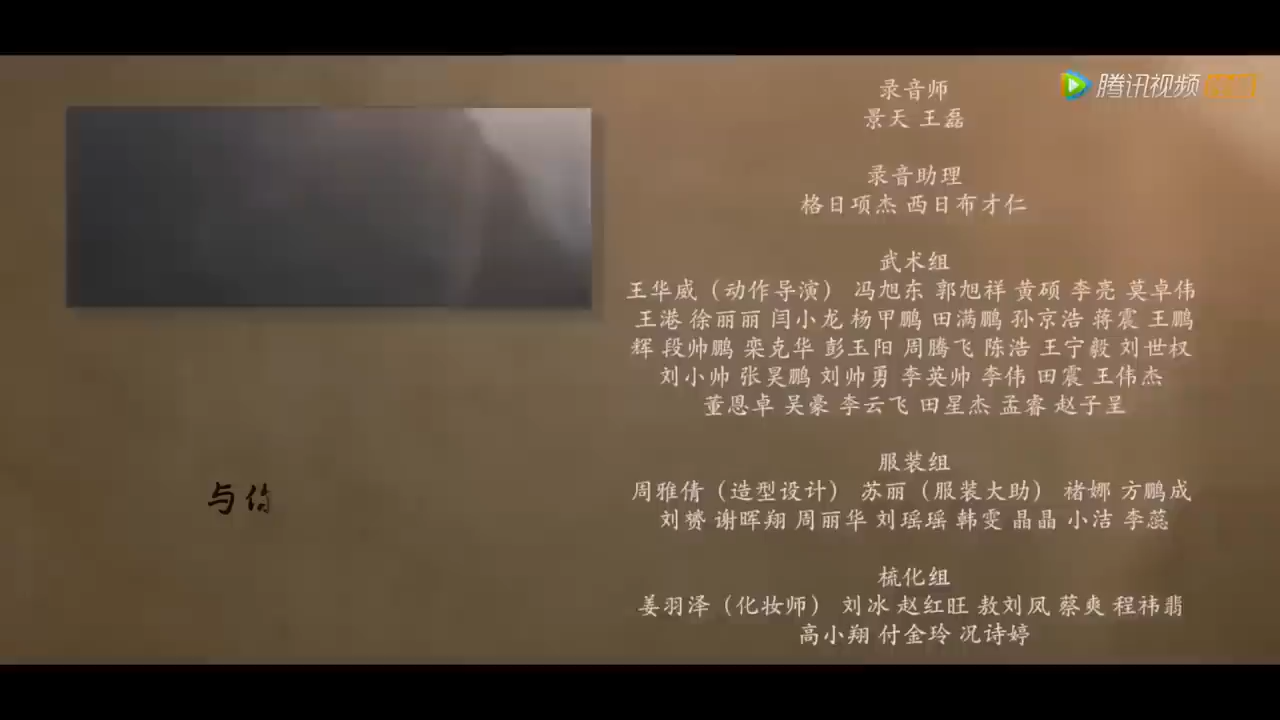 腾讯视频
录音师
景天 王磊
录音助理
格日项杰 西日布才仁
武术组
王华威（动作导演） 冯旭东 郭旭祥 黄硕 李亮 莫卓伟
王港 徐丽丽 闫小龙 杨甲鹏 田满鹏 孙京浩 蒋震 王鹏
辉 段帅鹏 栾克华 彭玉阳 周腾飞 陈浩 王宁毅 刘世权
刘小帅 张昊鹏 刘帅勇 李英帅 李伟 田震 王伟杰
董恩卓 吴豪 李云飞 田星杰 孟睿 赵子呈
服装组
周雅倩（造型设计） 苏丽（服装大助） 褚娜 方鹏成
刘赟 谢晖翔 周丽华 刘瑶瑶 韩雯 晶晶 小洁 李蕊
与你
梳化组
姜羽泽（化妆师） 刘冰 赵红旺 敖刘凤 蔡爽 程祎翡
高小翔 付金玲 况诗婷